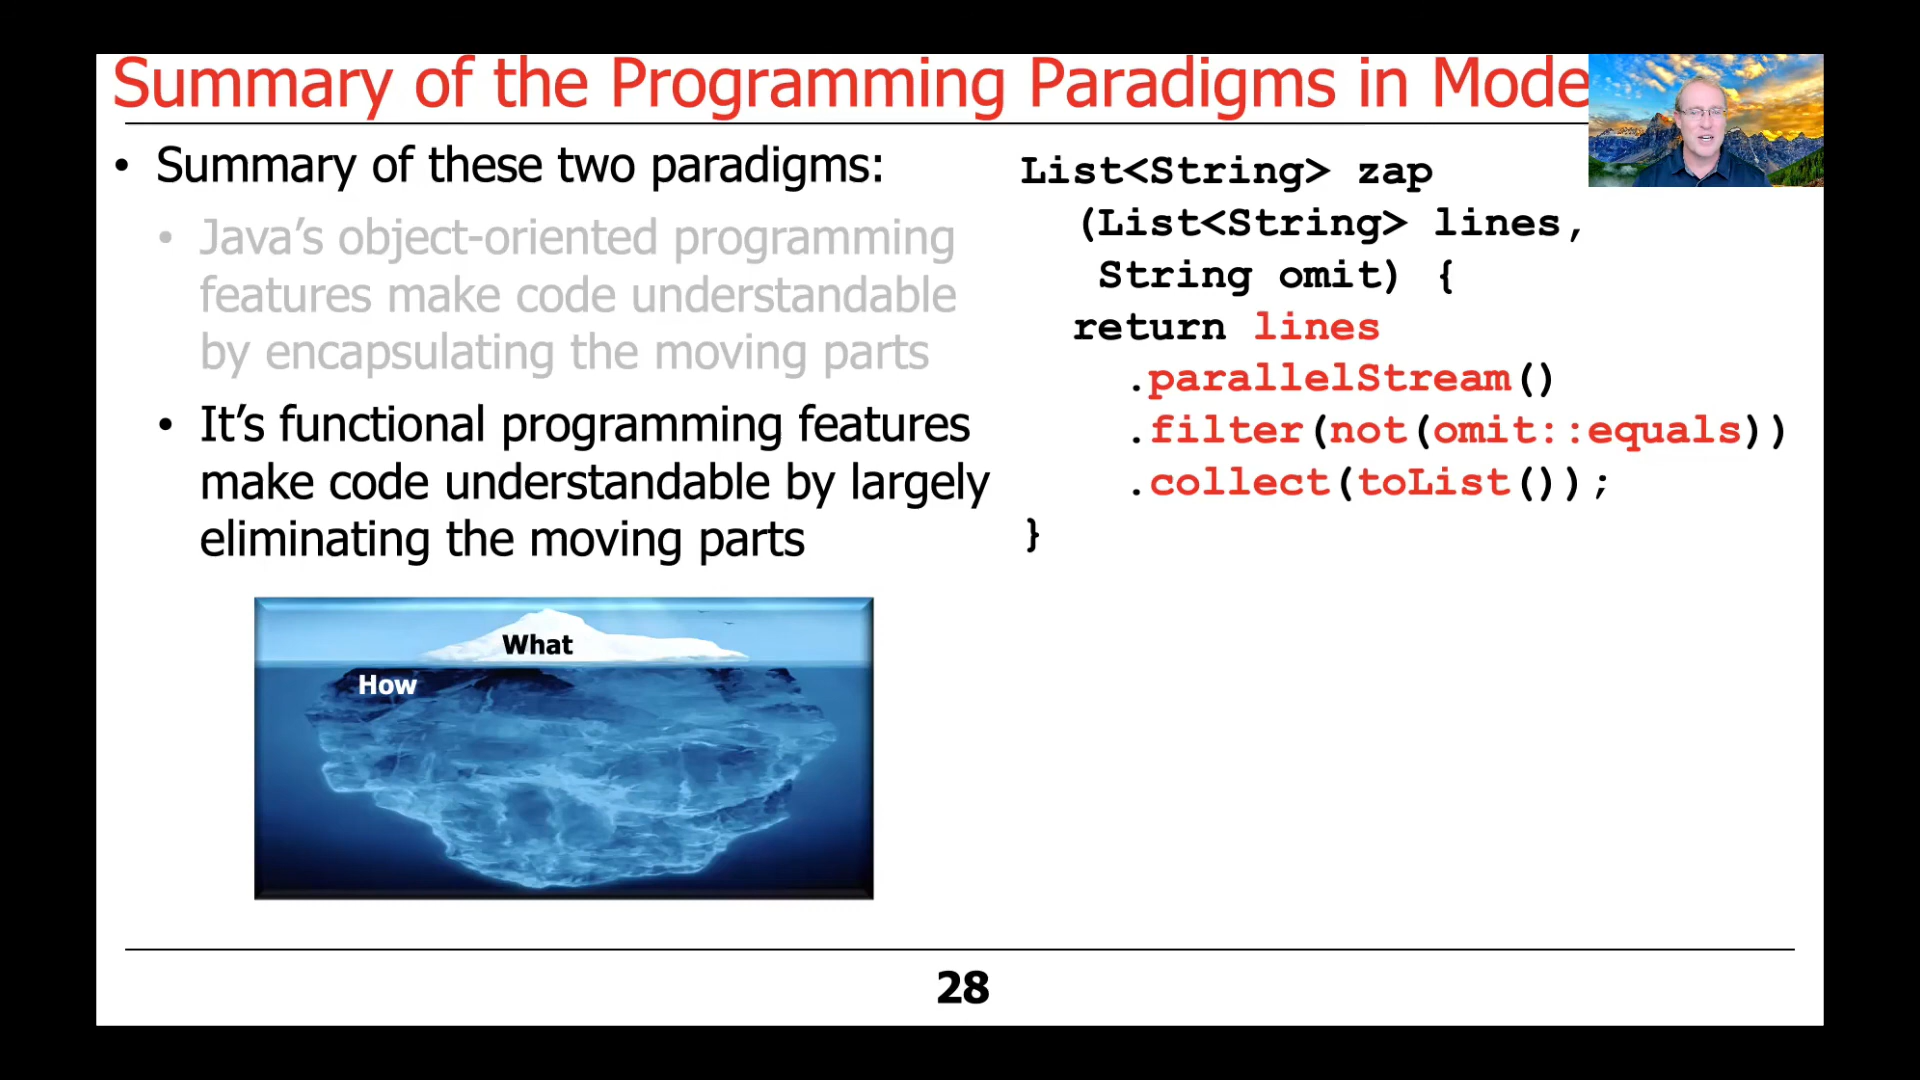 Summary of the Programming Paradigms in Mode
• Summary of these two paradigms:
• Java’s object-oriented programming
features make code understandable
by encapsulating the moving parts
• It’s functional programming features
make code understandable by largely
eliminating the moving parts
What
How
List<String> zap
(List<String> lines,
String omit) {
return lines
.parallelStream()
.filter(not(omit::equals))
.collect(toList());
}
28